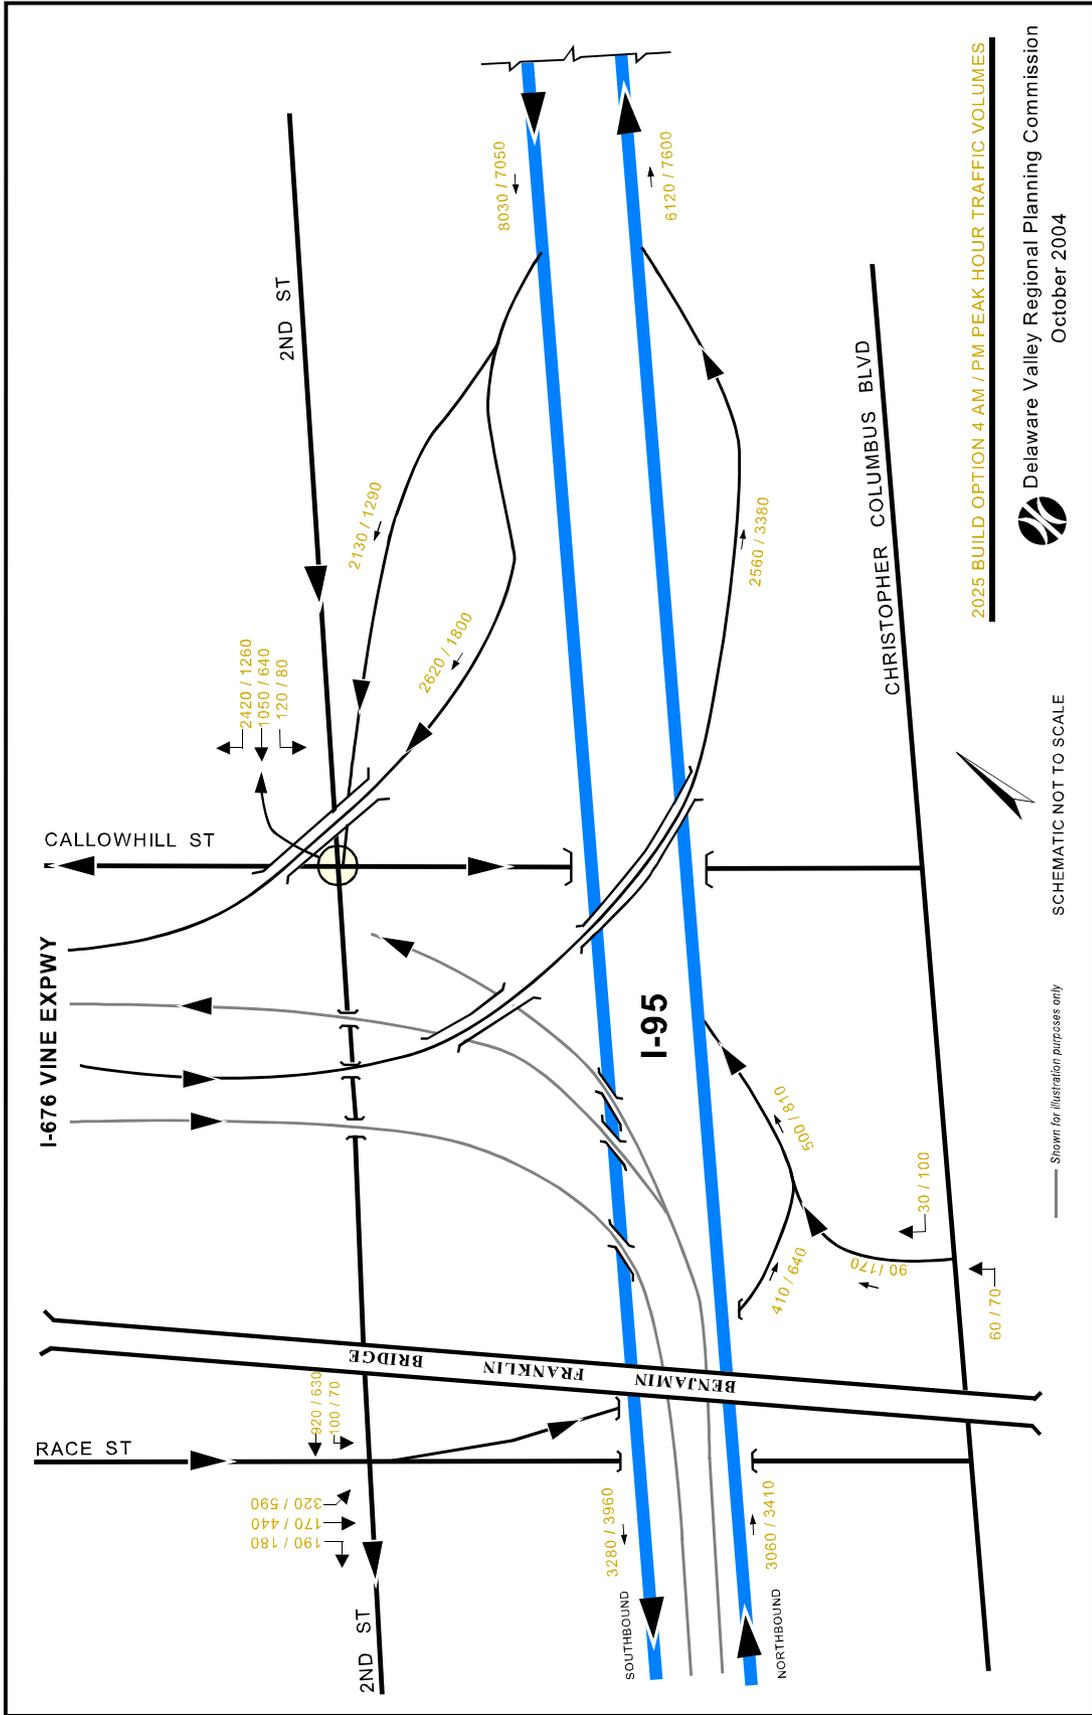 2ND ST
8030 / 7050
6120 / 7600
2130 / 1290
2620 / 1800
2560 / 3380
2420 / 1260
1050 / 640
120 / 80
CALLOWHILL ST
I-676 VINE EXPWY
I-95
CHRISTOPHER COLUMBUS BLVD
500 / 810
30 / 100
410 / 640
90 / 170
60 / 70
BENJAMIN FRANKLIN BRIDGE
RACE ST
920 / 630
100 / 70
320 / 590
170 / 440
190 / 180
2ND ST
3280 / 3960
3060 / 3410
SOUTHBOUND
NORTHBOUND
SCHEMATIC NOT TO SCALE
Shown for illustration purposes only
2025 BUILD OPTION 4 AM / PM PEAK HOUR TRAFFIC VOLUMES
Delaware Valley Regional Planning Commission
October 2004